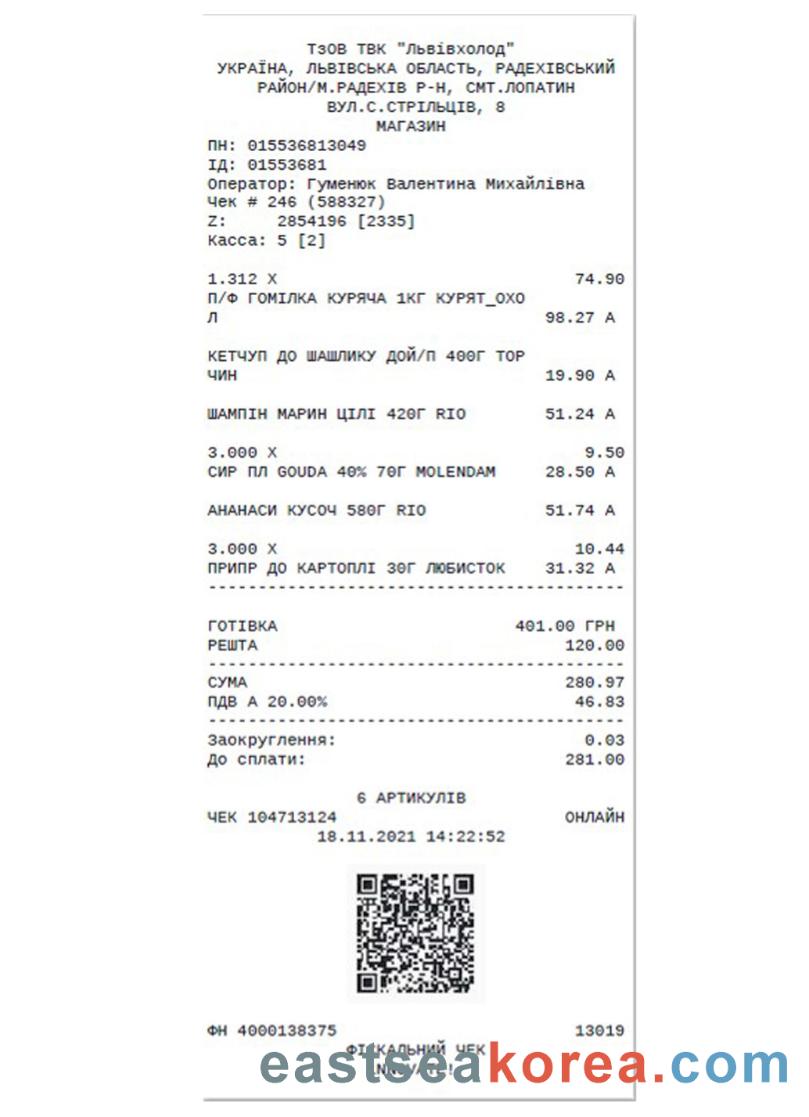 ТзОВ ТВК "Львівхолод"
УКРАЇНА, ЛЬВІВСЬКА ОБЛАСТЬ, РАДЕХІВСЬКИЙ
РАЙОН/М.РАДЕХІВ Р-Н, СМТ.ЛОПАТИН
ВУЛ.С.СТРІЛЬЦІВ, 8
МАГАЗИН
ПН: 015536813049
ІД: 01553681
Оператор: Гуменюк Валентина Михайлівна
Чек # 246 (588327)
Z: 2854196 [2335]
Касса: 5 [2]
1.312 X 74.90
П/Ф ГОМІЛКА КУРЯЧА 1КГ КУРЯТ_ОХО
Л 98.27 А
КЕТЧУП ДО ШАШЛИКУ ДОЙ/П 400Г ТОР
ЧИН 19.90 А
ШАМПІН МАРИН ЦІЛІ 420Г RIO 51.24 А
3.000 X 9.50
СИР ПЛ GOUDA 40% 70Г MOLENDAM 28.50 А
АНАНАСИ КУСОЧ 580Г RIO 51.74 А
3.000 X 10.44
ПРИПР ДО КАРТОПЛІ 30Г ЛЮБИСТОК 31.32 А
ГОТІВКА 401.00 ГРН
РЕШТА 120.00
СУМА 280.97
ПДВ А 20.00% 46.83
Заокруглення: 0.03
До сплати: 281.00
6 АРТИКУЛІВ
ЧЕК 104713124 ОНЛАЙН
18.11.2021 14:22:52
ФН 4000138375 13019
ФІСКАЛЬНИЙ ЧЕК
eastseakorea.com